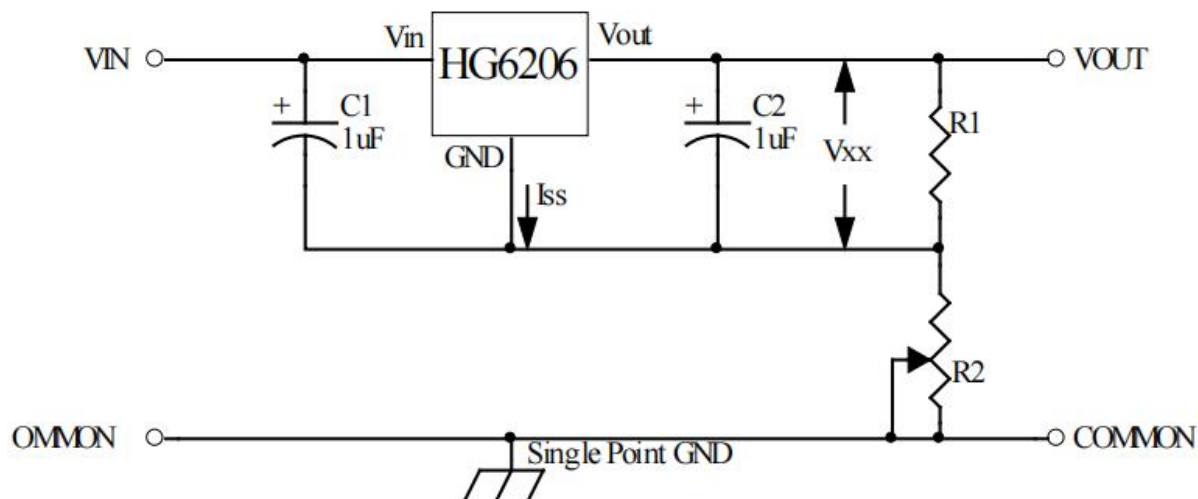 VIN
Vin
HG6206
Vout
VOUT
+
C1
1uF
GND
Iss
+
C2
1uF
Vxx
R1
R2
OMMON
Single Point GND
COMMON